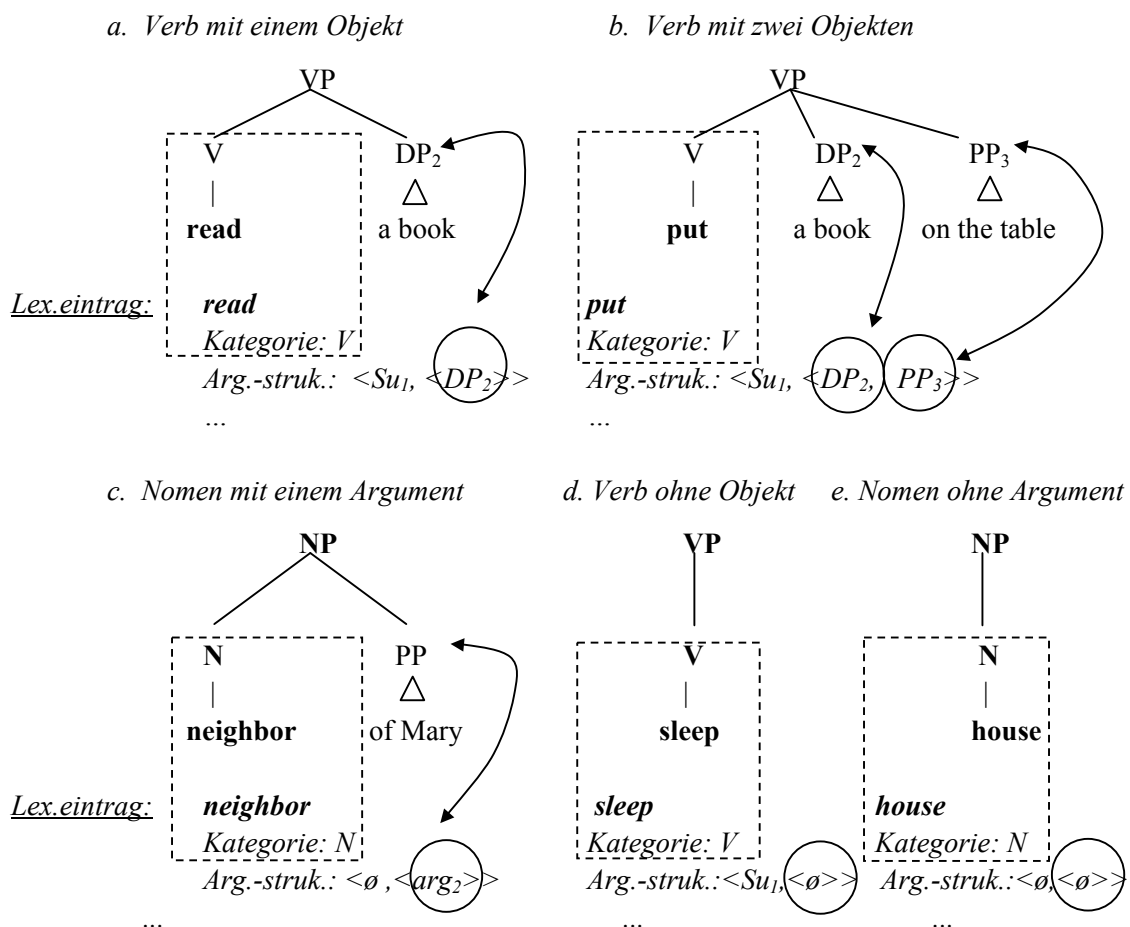 a. Verb mit einem Objekt b. Verb mit zwei Objekten
VP VP
V DP2 V DP2 PP3
| △ | △ △
read a book put a book on the table
Lex.eintrag: read put
Kategorie: V Kategorie: V
Arg.-struk.: <Su1, <DP2>> Arg.-struk.: <Su1, <DP2, PP3>>
... ...
c. Nomen mit einem Argument d. Verb ohne Objekt e. Nomen ohne Argument
NP VP NP
N PP V N
| △ | |
neighbor of Mary sleep house
Lex.eintrag: neighbor sleep house
Kategorie: N Kategorie: V Kategorie: N
Arg.-struk.: <ø ,<arg2>> Arg.-struk.:<Su1,<ø>> Arg.-struk.:<ø,<ø>>
... ... ...